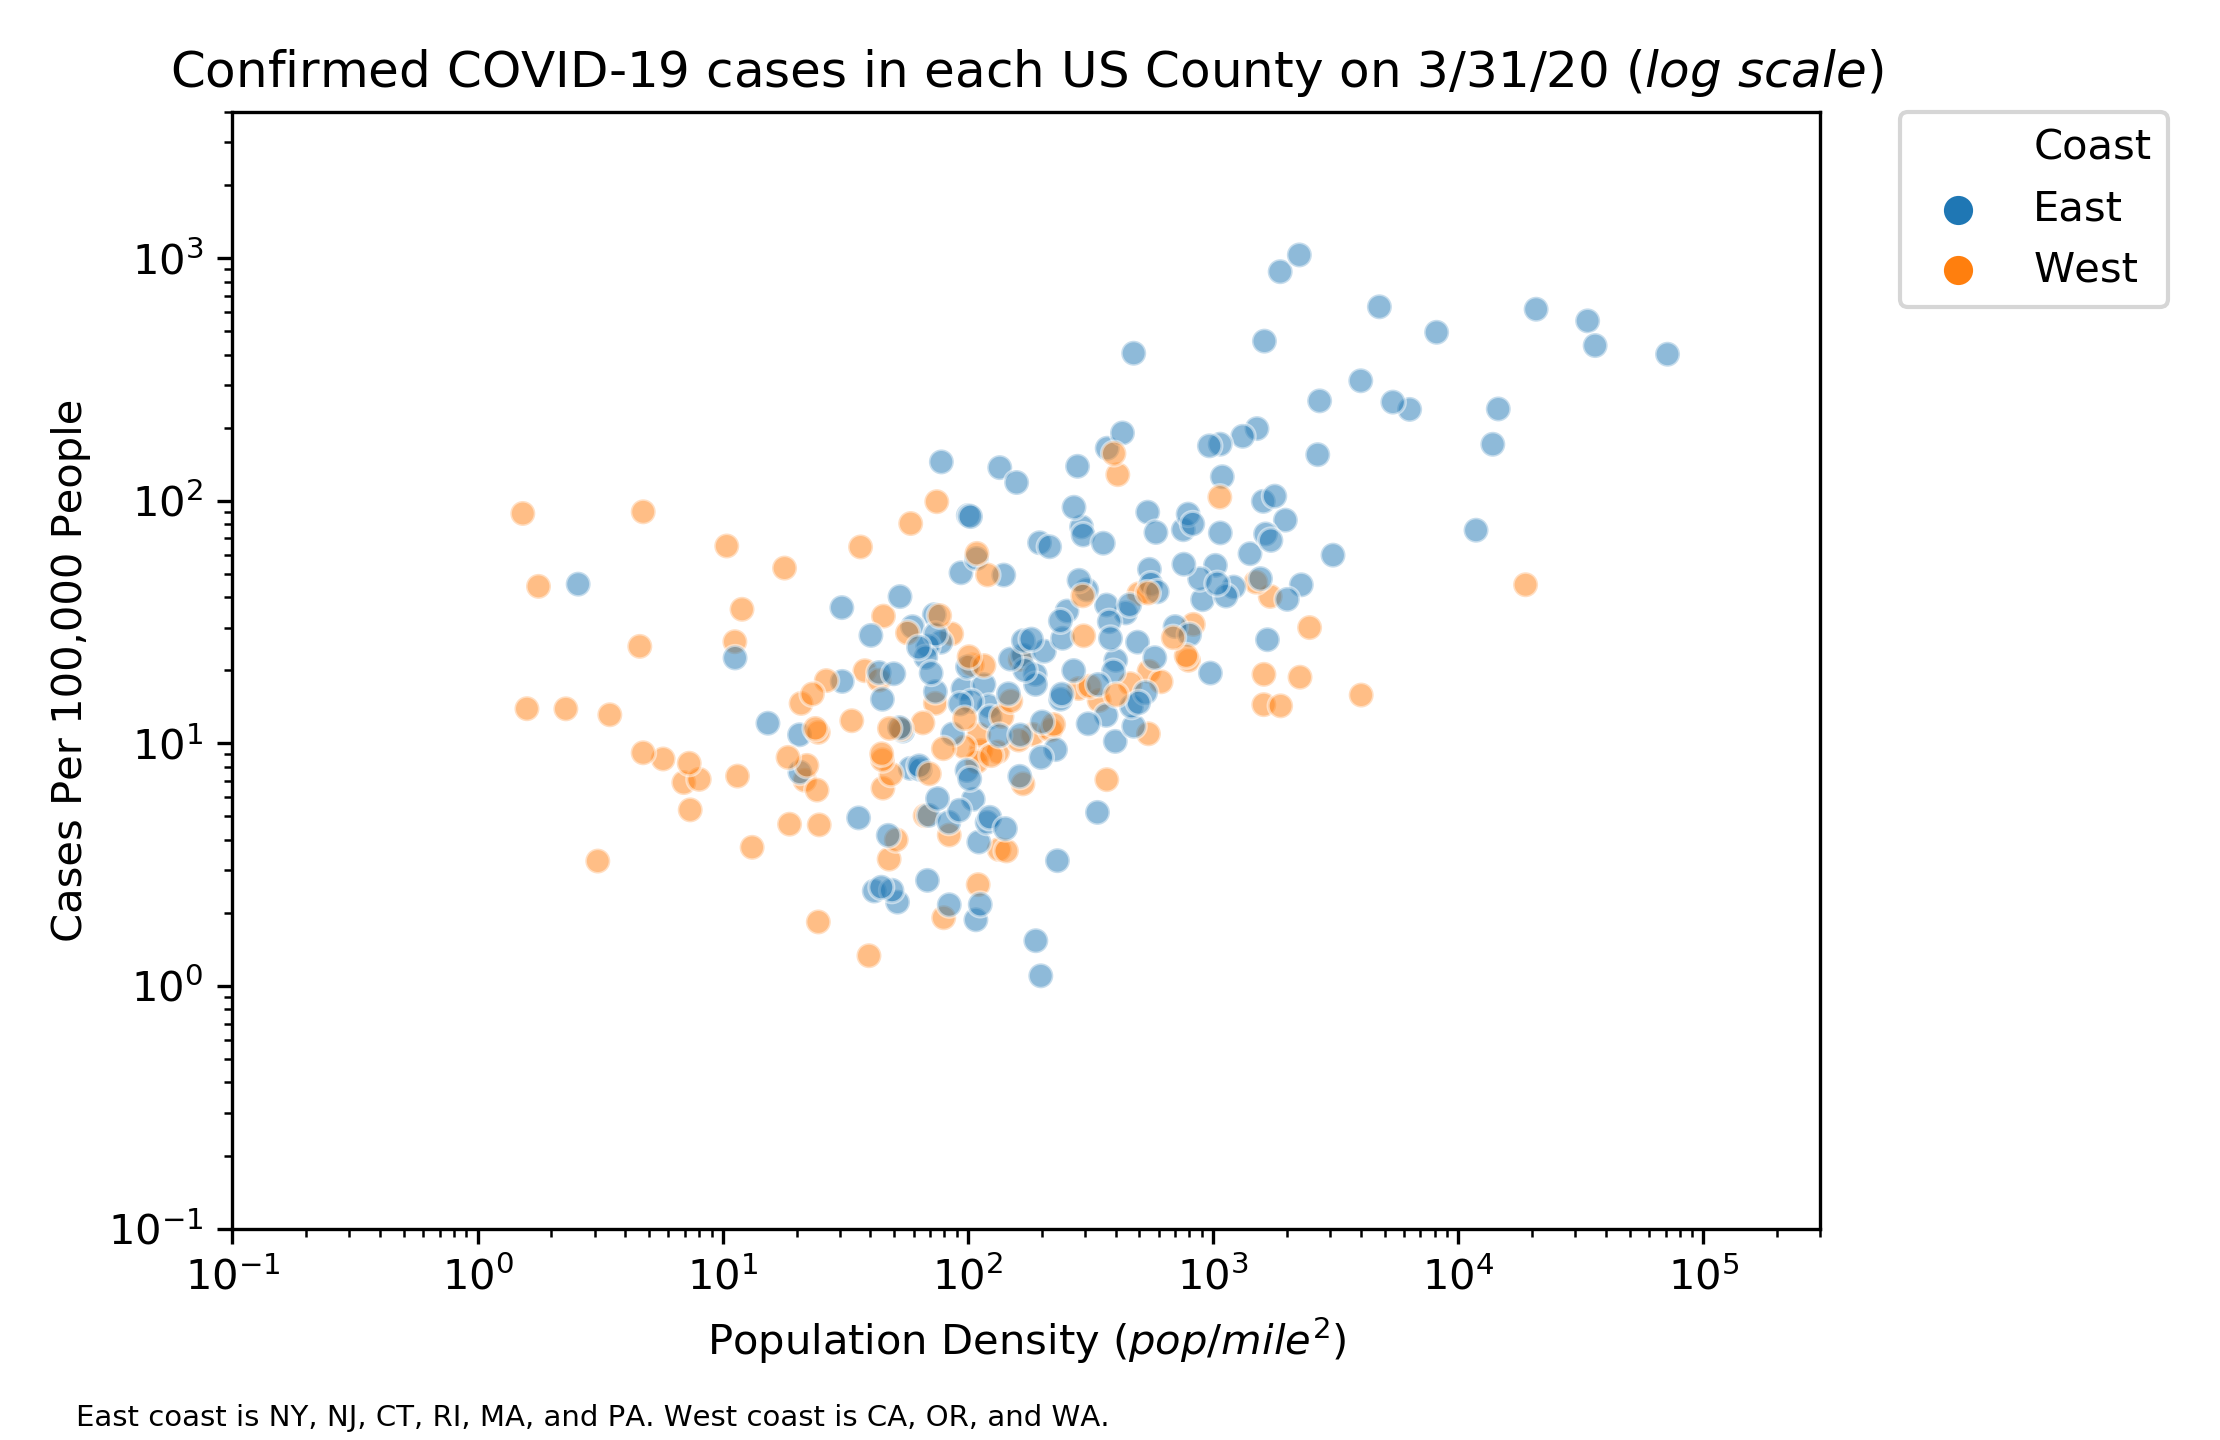 Confirmed COVID-19 cases in each US County on 3/31/20 (log scale)
Coast
East
West
Cases Per 100,000 People
10³
10²
10¹
10⁰
10⁻¹
10⁻¹ 10⁰ 10¹ 10² 10³ 10⁴ 10⁵
Population Density (pop/mile²)
East coast is NY, NJ, CT, RI, MA, and PA. West coast is CA, OR, and WA.